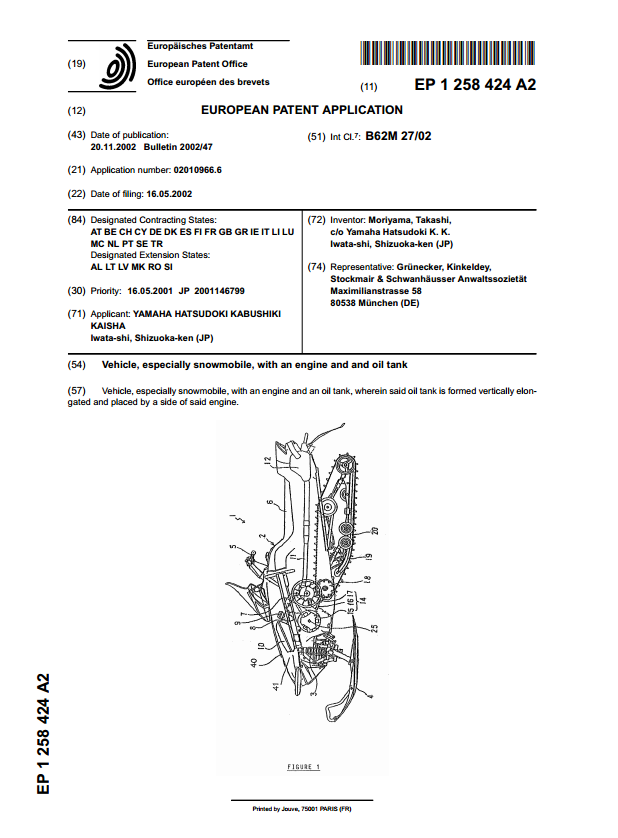 Europäisches Patentamt
(19) European Patent Office
Office européen des brevets
(11) EP 1 258 424 A2
(12) EUROPEAN PATENT APPLICATION
(43) Date of publication:
20.11.2002 Bulletin 2002/47
(51) Int Cl.7: B62M 27/02
(21) Application number: 02010966.6
(22) Date of filing: 16.05.2002
(84) Designated Contracting States:
AT BE CH CY DE DK ES FI FR GB GR IE IT LI LU
MC NL PT SE TR
Designated Extension States:
AL LT LV MK RO SI
(30) Priority: 16.05.2001 JP 2001146799
(71) Applicant: YAMAHA HATSUDOKI KABUSHIKI
KAISHA
Iwata-shi, Shizuoka-ken (JP)
(72) Inventor: Moriyama, Takashi,
c/o Yamaha Hatsudoki K. K.
Iwata-shi, Shizuoka-ken (JP)
(74) Representative: Grünecker, Kinkeldey,
Stockmair & Schwanhäusser Anwaltssozietät
Maximilianstrasse 58
80538 München (DE)
(54) Vehicle, especially snowmobile, with an engine and and oil tank
(57) Vehicle, especially snowmobile, with an engine and an oil tank, wherein said oil tank is formed vertically elon-
gated and placed by a side of said engine.
12
6
1
2
5
11
20
19
18
7
9
8
15 16 17
14
10
25
40
41
3
4
FIGURE 1
EP 1 258 424 A2
Printed by Jouve, 75001 PARIS (FR)